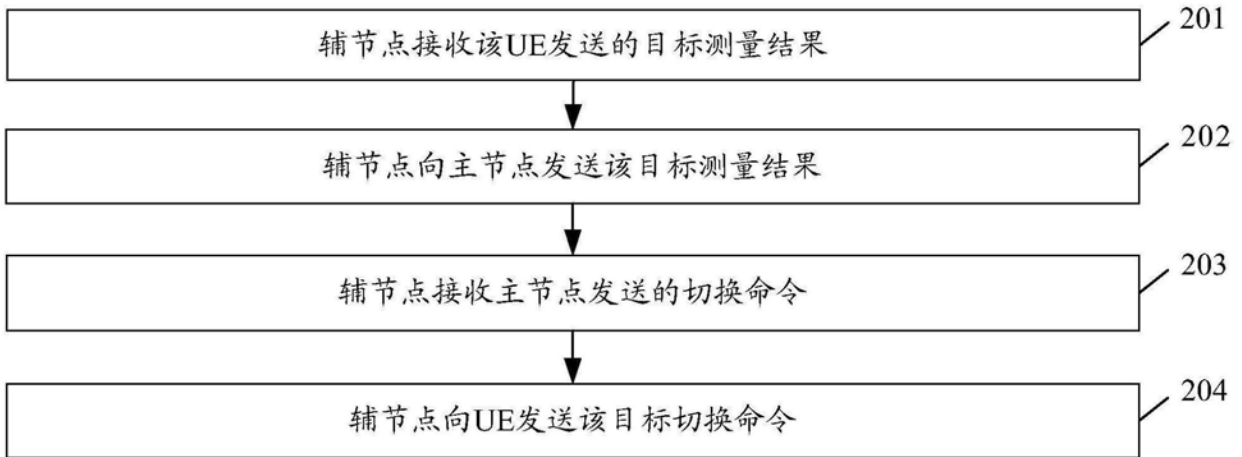 201
辅节点接收该UE发送的目标测量结果
202
辅节点向主节点发送该目标测量结果
203
辅节点接收主节点发送的切换命令
204
辅节点向UE发送该目标切换命令